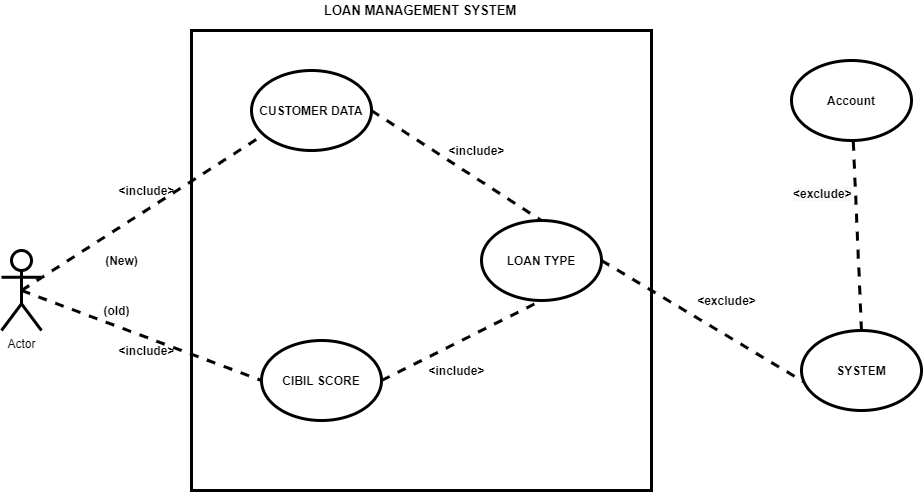 LOAN MANAGEMENT SYSTEM
CUSTOMER DATA
Account
<include>
<include>
<exclude>
(New)
LOAN TYPE
(old)
<exclude>
Actor
<include>
<include>
CIBIL SCORE
SYSTEM